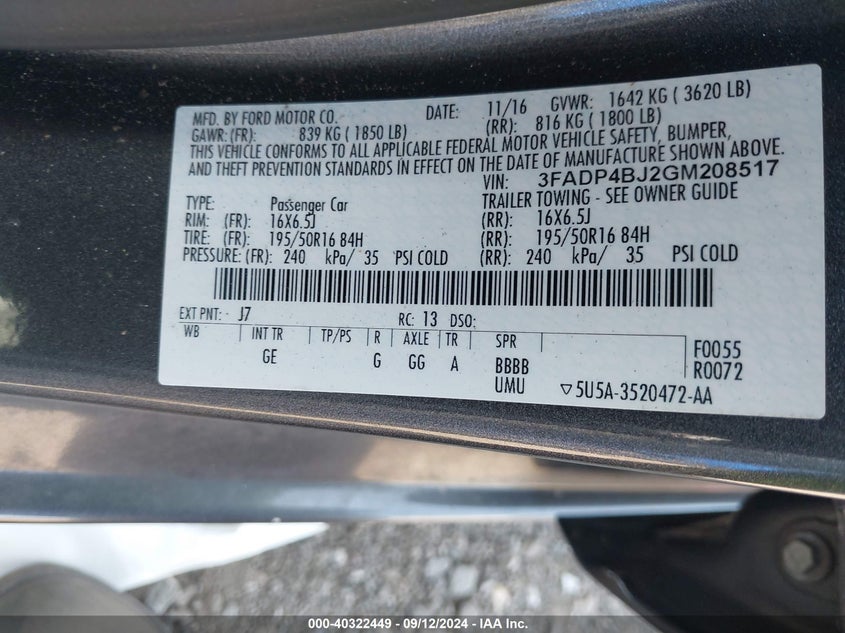 MFD. BY FORD MOTOR CO. DATE: 11/16 GVWR: 1642 KG ( 3620 LB)
GAWR: (FR): 839 KG ( 1850 LB) (RR): 816 KG ( 1800 LB)
THIS VEHICLE CONFORMS TO ALL APPLICABLE FEDERAL MOTOR VEHICLE SAFETY, BUMPER,
AND THEFT PREVENTION STANDARDS IN EFFECT ON THE DATE OF MANUFACTURE SHOWN ABOVE.
VIN: 3FADP4BJ2GM208517
TYPE: Passenger Car TRAILER TOWING - SEE OWNER GUIDE
RIM: (FR): 16X6.5J (RR): 16X6.5J
TIRE: (FR): 195/50R16 84H (RR): 195/50R16 84H
PRESSURE: (FR): 240 kPa/ 35 PSI COLD (RR): 240 kPa/ 35 PSI COLD
EXT PNT: J7 RC: 13 DSO:
WB INT TR TP/PS R AXLE TR SPR
GE G GG A BBBB
UMU
F0055
R0072
▽5U5A-3520472-AA
000-40322449 - 09/12/2024 - IAA Inc.